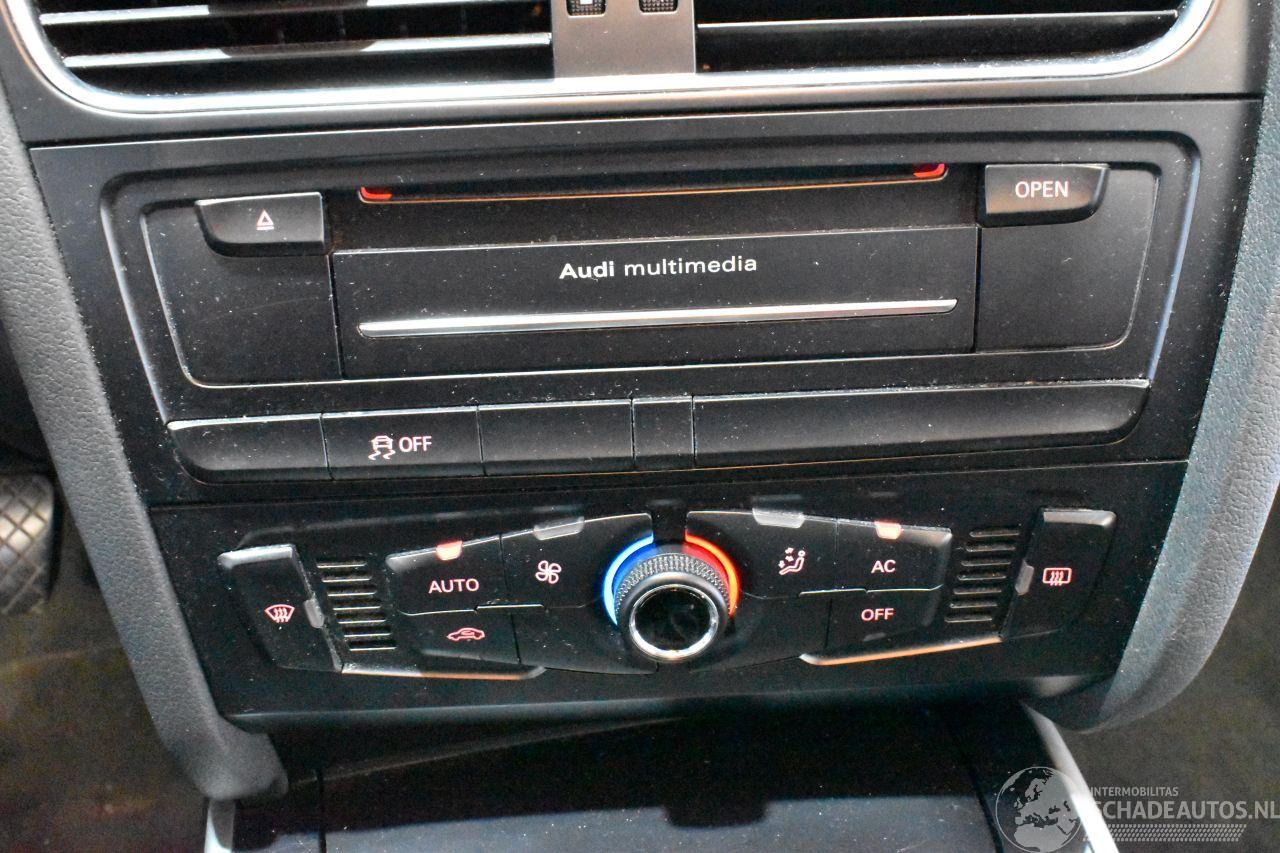 OPEN
Audi multimedia
OFF
AUTO
AC
OFF
INTERMOBILITAS
SCHADEAUTOS.NL